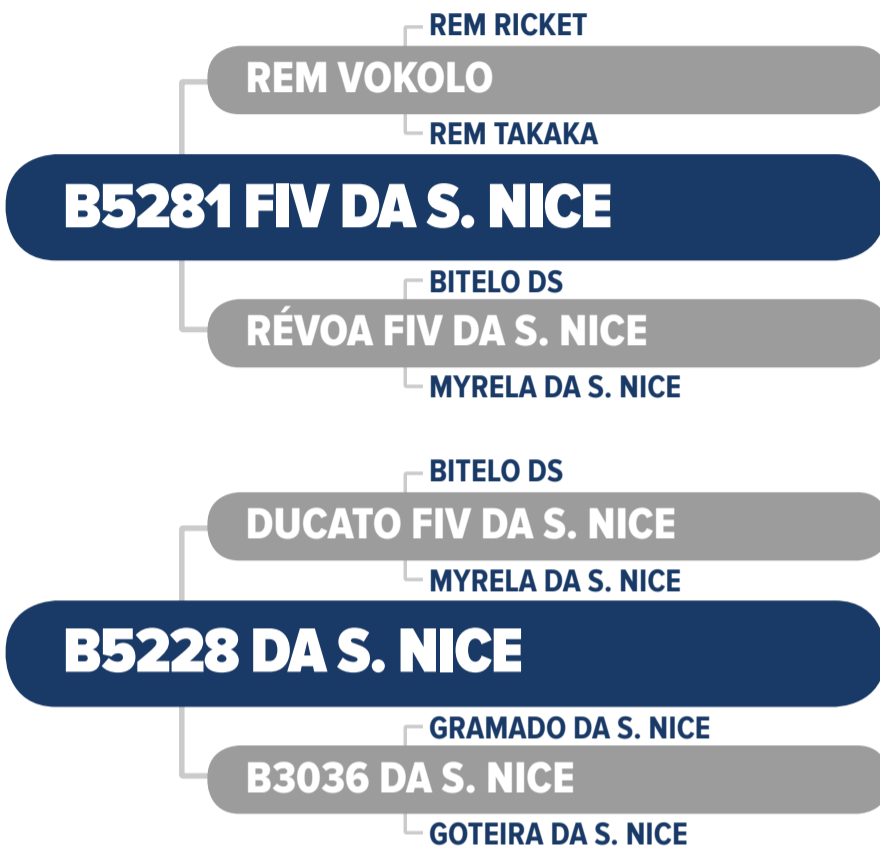 REM RICKET
REM VOKOLO
REM TAKAKA
B5281 FIV DA S. NICE
BITELO DS
RÉVOA FIV DA S. NICE
MYRELA DA S. NICE
BITELO DS
DUCATO FIV DA S. NICE
MYRELA DA S. NICE
B5228 DA S. NICE
GRAMADO DA S. NICE
B3036 DA S. NICE
GOTEIRA DA S. NICE